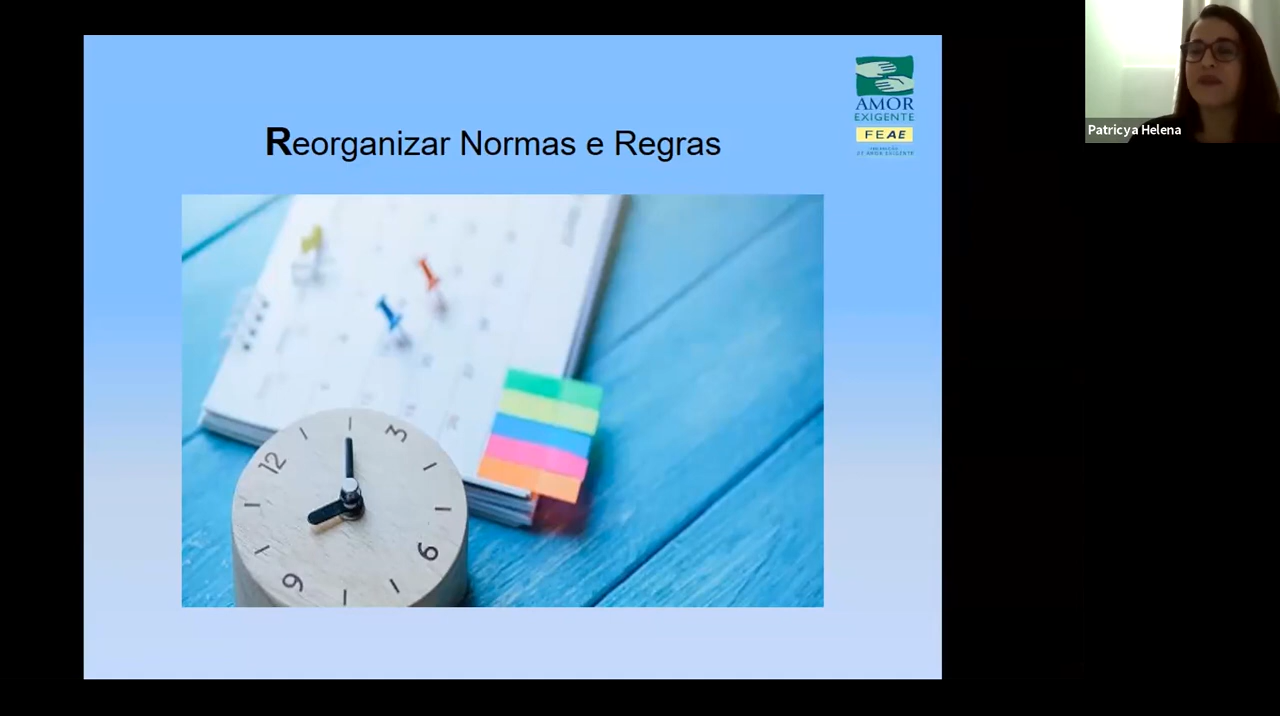 Reorganizar Normas e Regras
AMOR
EXIGENTE
FEAE
Patricya Helena
12
3
6
9